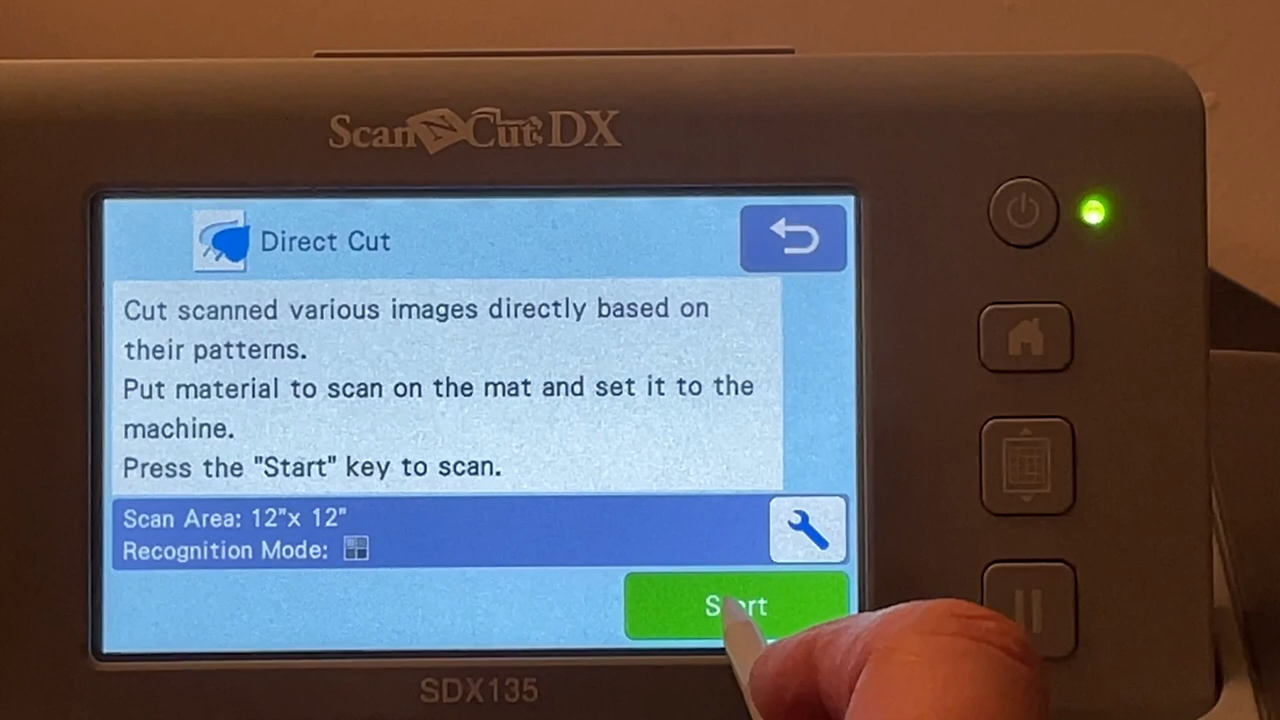 ScanNCut DX
Direct Cut
Cut scanned various images directly based on
their patterns.
Put material to scan on the mat and set it to the
machine.
Press the "Start" key to scan.
Scan Area: 12"x 12"
Recognition Mode:
Start
SDX135